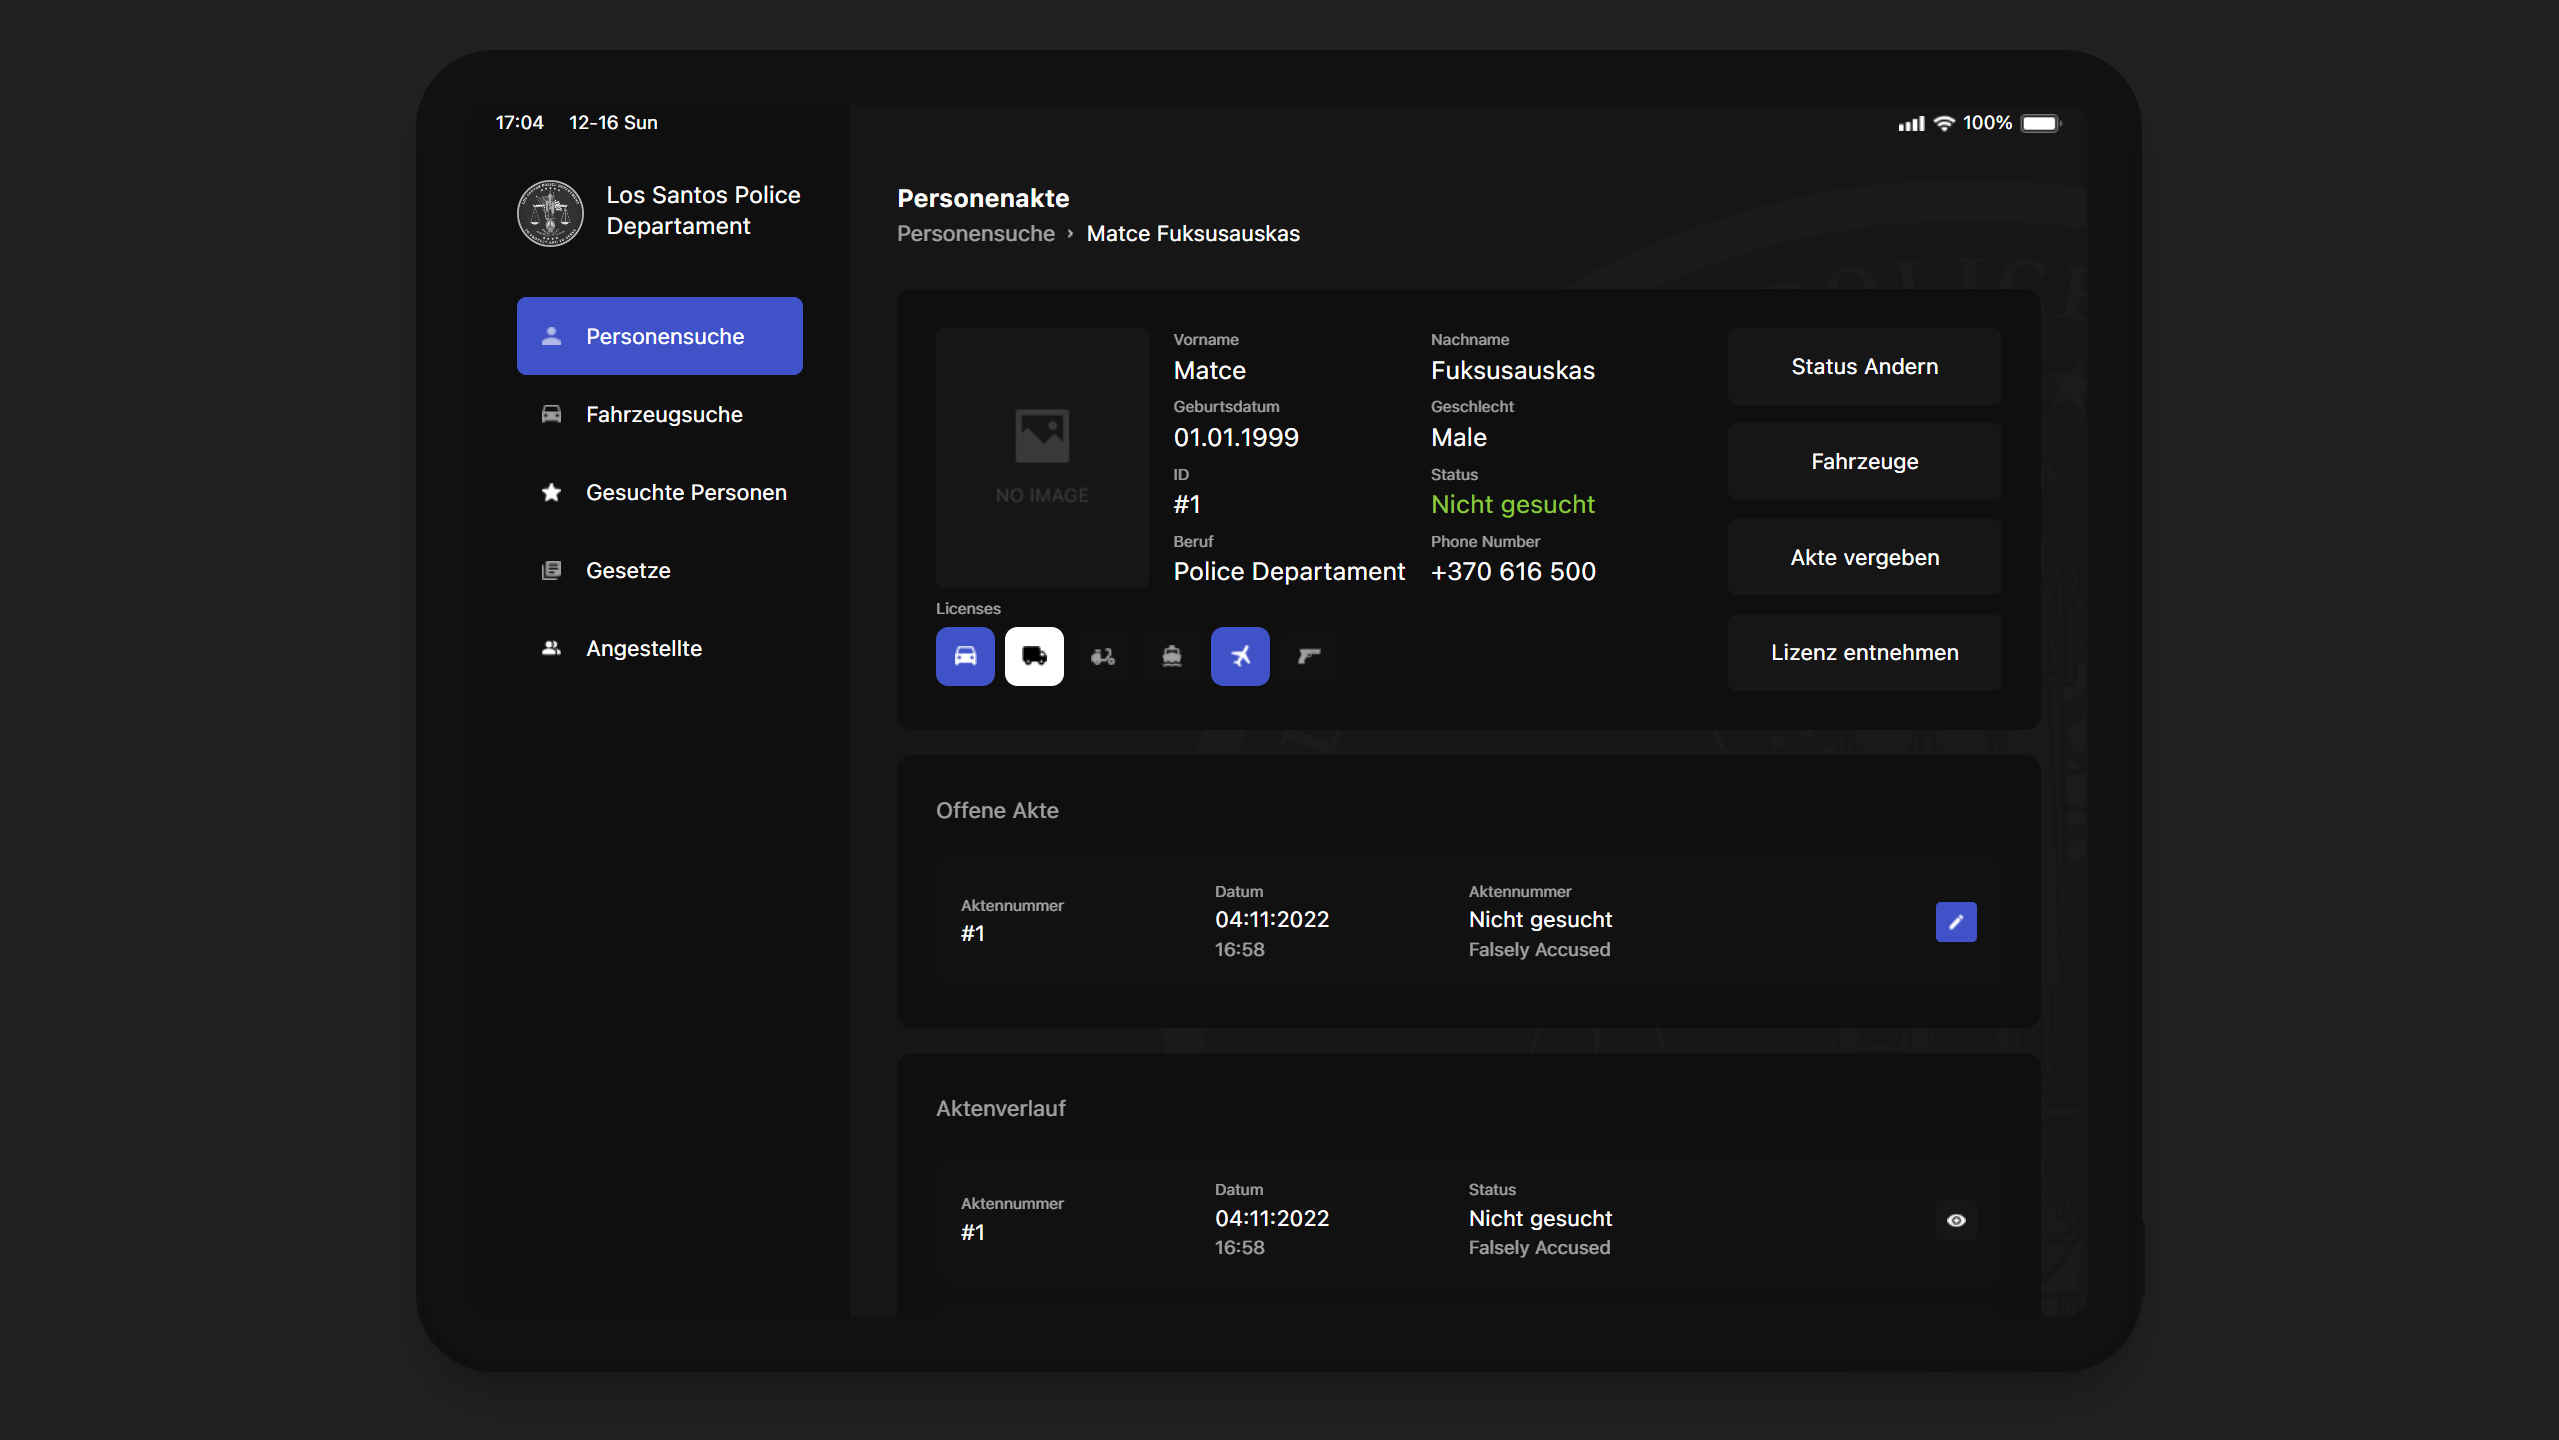 17:04 12-16 Sun
100%
Los Santos Police
Departament
Personensuche
Fahrzeugsuche
Gesuchte Personen
Gesetze
Angestellte
Personenakte
Personensuche › Matce Fuksusauskas
NO IMAGE
Vorname
Matce
Nachname
Fuksusauskas
Geburtsdatum
01.01.1999
Geschlecht
Male
ID
#1
Status
Nicht gesucht
Beruf
Police Departament
Phone Number
+370 616 500
Licenses
Status Andern
Fahrzeuge
Akte vergeben
Lizenz entnehmen
Offene Akte
Aktennummer
#1
Datum
04:11:2022
16:58
Aktennummer
Nicht gesucht
Falsely Accused
Aktenverlauf
Aktennummer
#1
Datum
04:11:2022
16:58
Status
Nicht gesucht
Falsely Accused